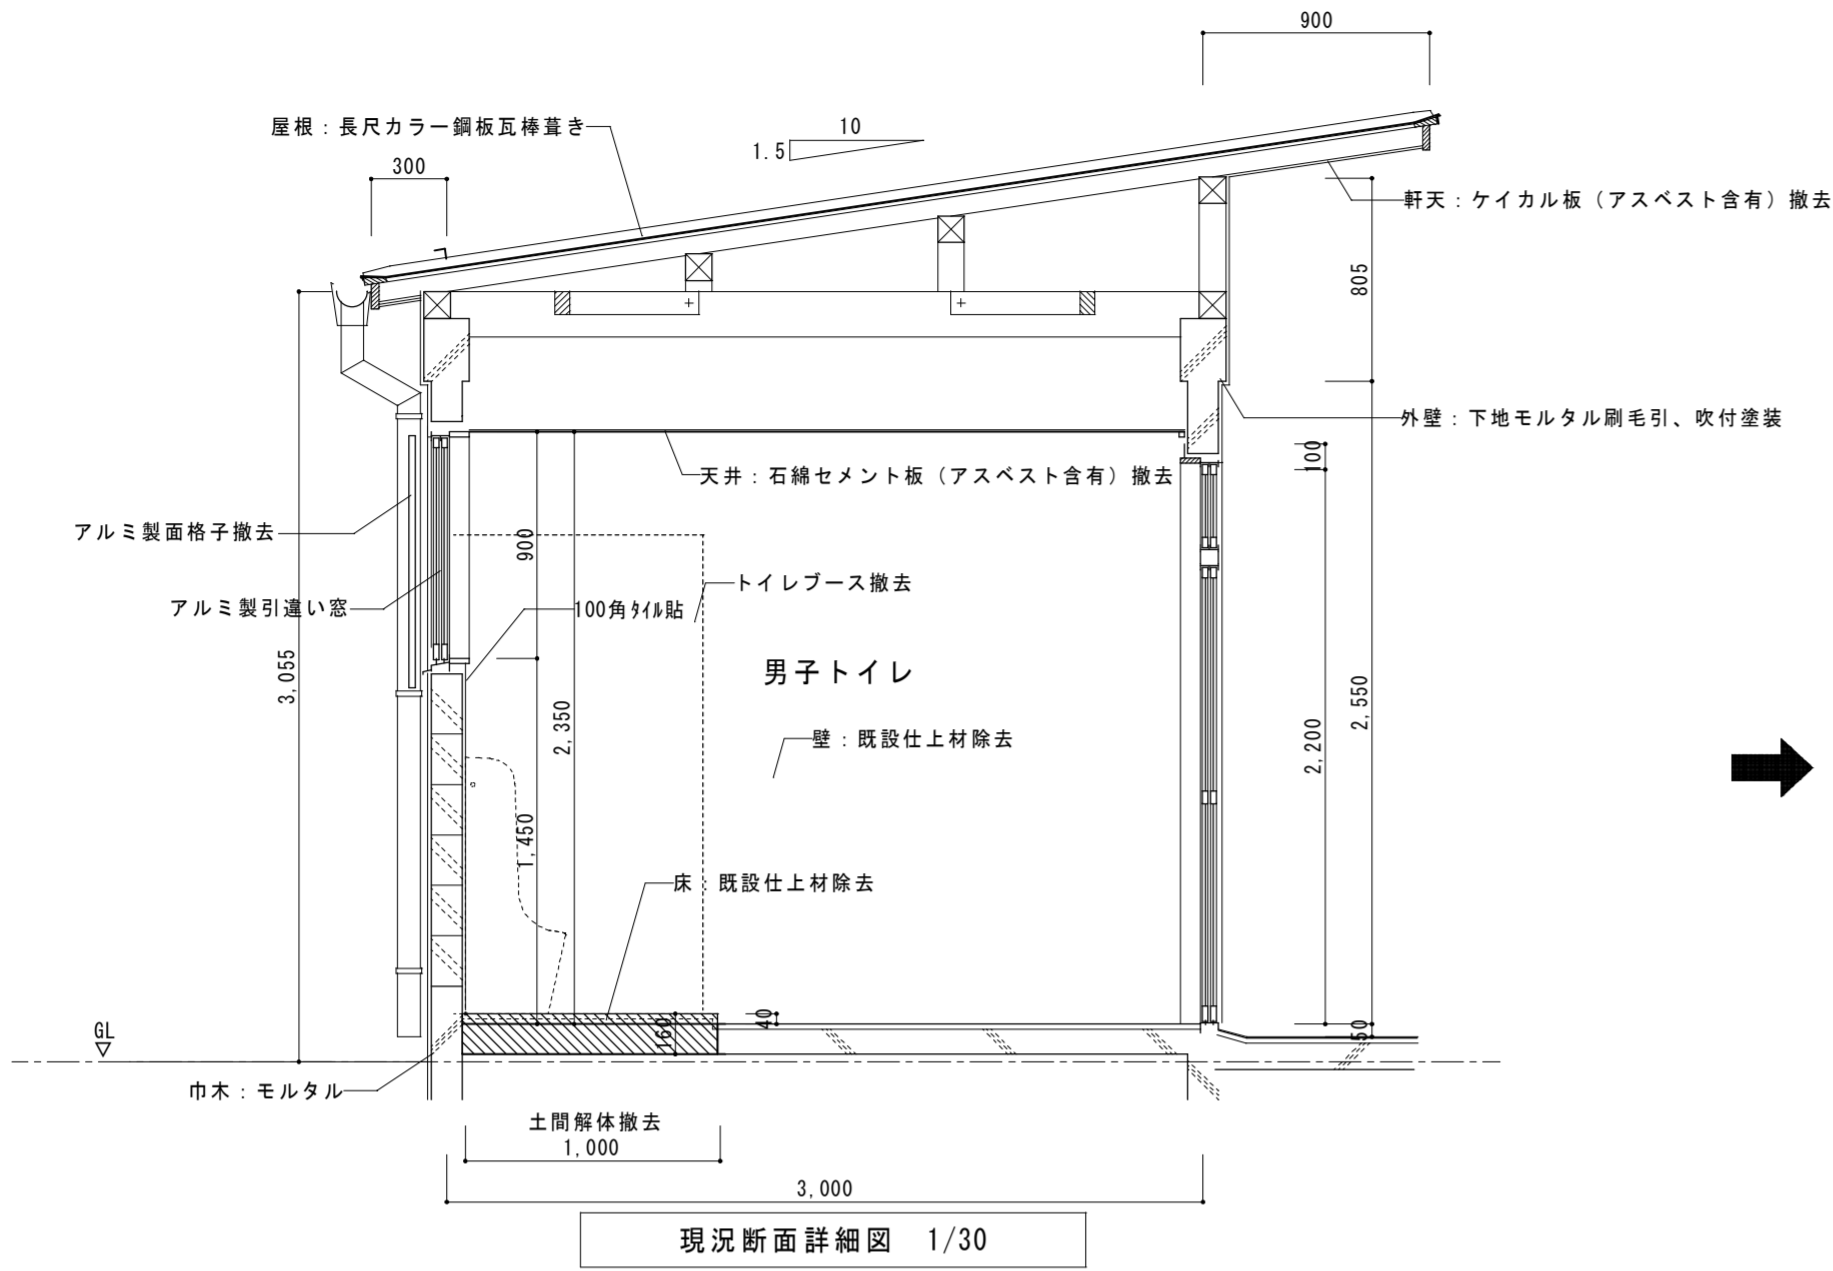 900
屋根：長尺カラー鋼板瓦棒葺き
10
1.5
300
軒天：ケイカル板（アスベスト含有）撤去
805
外壁：下地モルタル刷毛引、吹付塗装
100
天井：石綿セメント板（アスベスト含有）撤去
アルミ製面格子撤去
900
トイレブース撤去
アルミ製引違い窓
100角タイル貼
3,055
男子トイレ
2,350
2,200
2,550
壁：既設仕上材除去
1,450
床：既設仕上材除去
40
160
50
GL
巾木：モルタル
土間解体撤去
1,000
3,000
現況断面詳細図 1/30